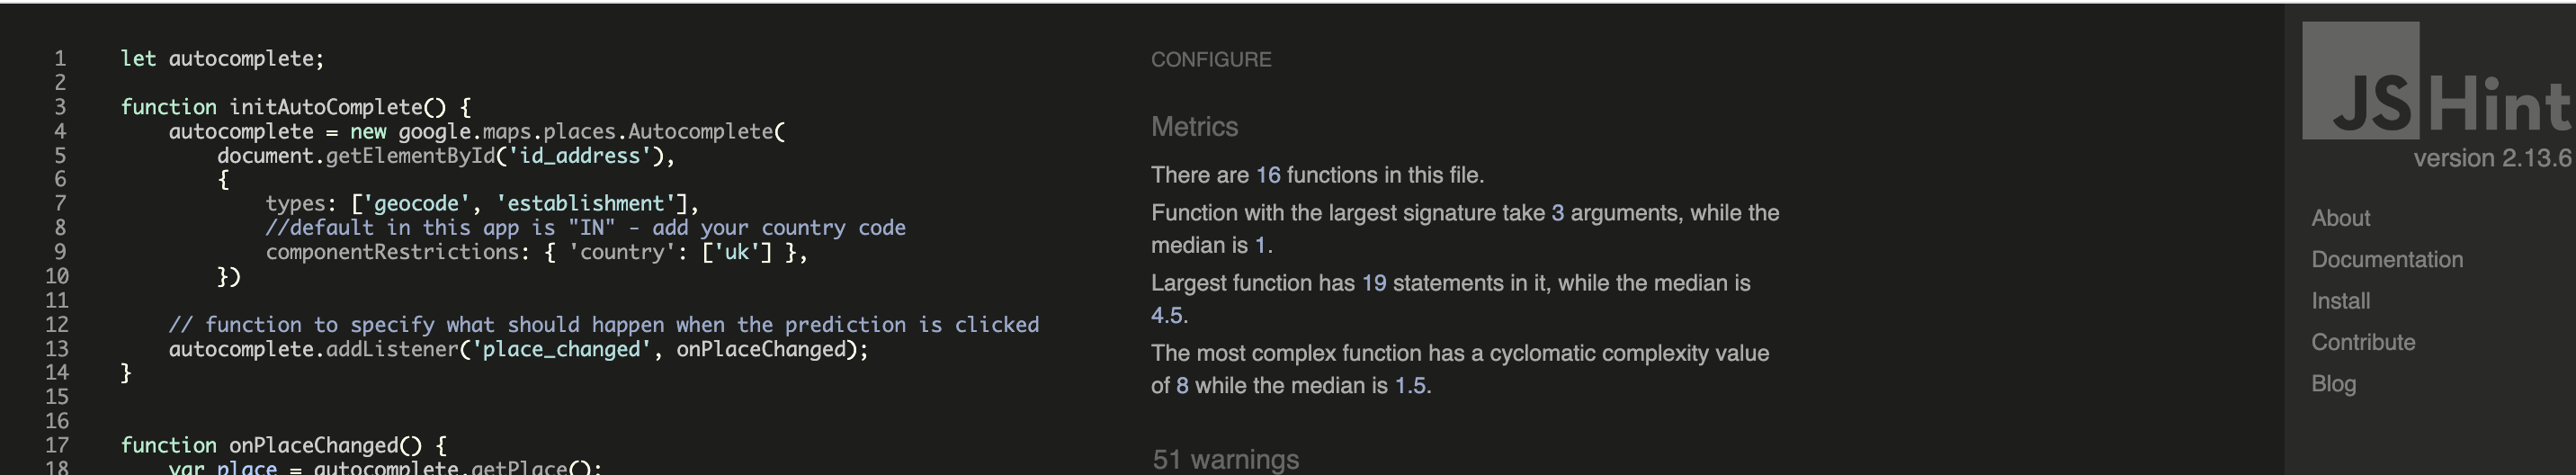 1 let autocomplete;
2
3 function initAutoComplete() {
4 autocomplete = new google.maps.places.Autocomplete(
5 document.getElementById('id_address'),
6 {
7 types: ['geocode', 'establishment'],
8 //default in this app is "IN" - add your country code
9 componentRestrictions: { 'country': ['uk'] },
10 })
11
12 // function to specify what should happen when the prediction is clicked
13 autocomplete.addListener('place_changed', onPlaceChanged);
14 }
15
16
17 function onPlaceChanged() {
18 var place = autocomplete.getPlace();
CONFIGURE
Metrics
There are 16 functions in this file.
Function with the largest signature take 3 arguments, while the
median is 1.
Largest function has 19 statements in it, while the median is
4.5.
The most complex function has a cyclomatic complexity value
of 8 while the median is 1.5.
51 warnings
JSHint
version 2.13.6
About
Documentation
Install
Contribute
Blog